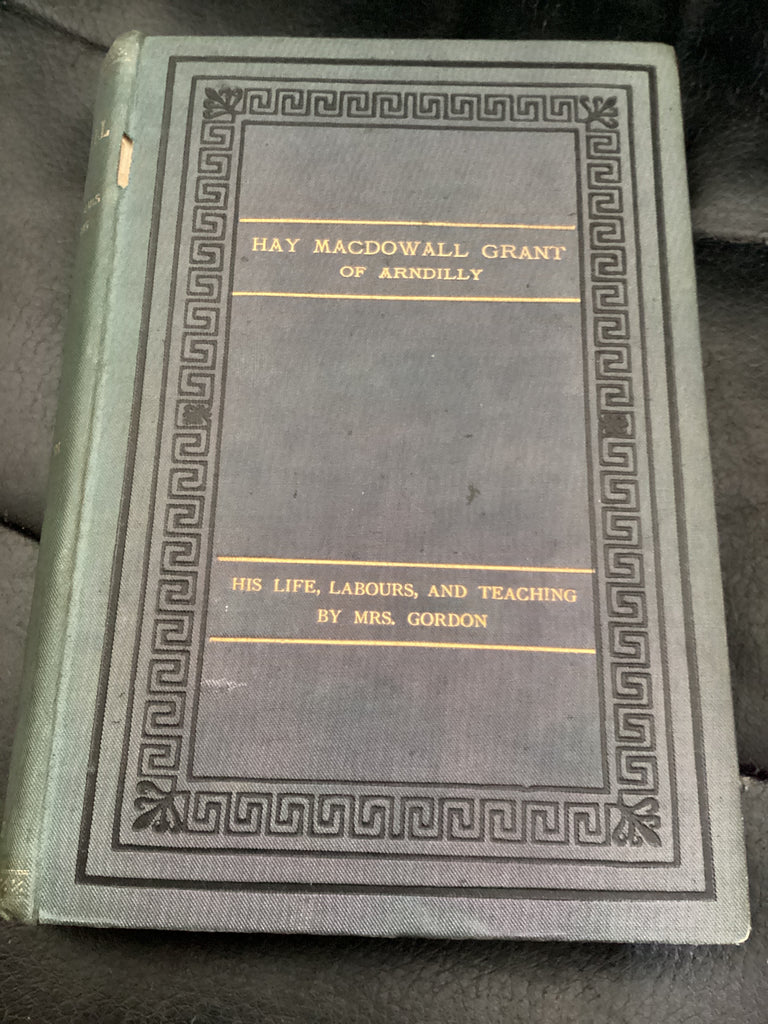 HAY MACDOWALL GRANT
OF ARNDILLY
HIS LIFE, LABOURS, AND TEACHING
BY MRS. GORDON